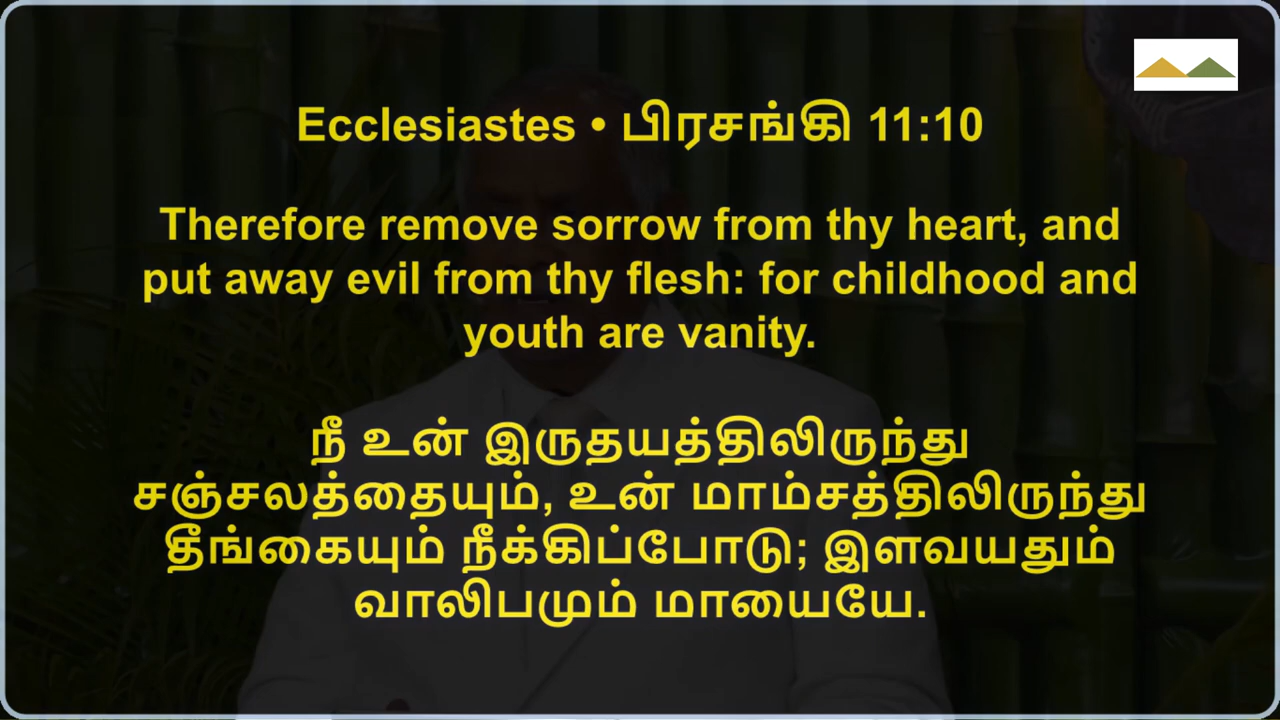 Ecclesiastes • பிரசங்கி 11:10
Therefore remove sorrow from thy heart, and
put away evil from thy flesh: for childhood and
youth are vanity.
நீ உன் இருதயத்திலிருந்து
சஞ்சலத்தையும், உன் மாம்சத்திலிருந்து
தீங்கையும் நீக்கிப்போடு; இளவயதும்
வாலிபமும் மாயையே.